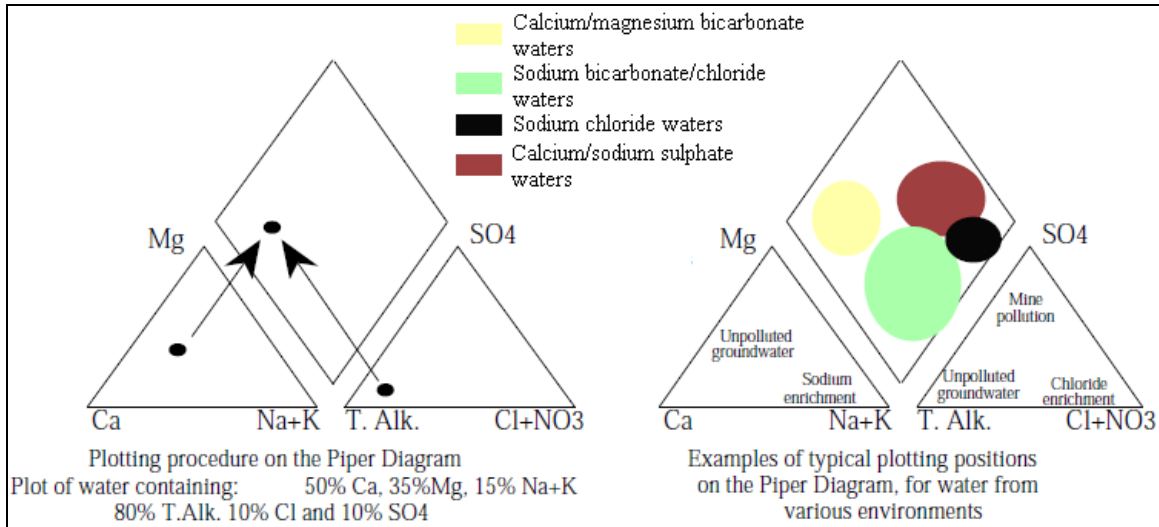 Calcium/magnesium bicarbonate
waters
Sodium bicarbonate/chloride
waters
Sodium chloride waters
Calcium/sodium sulphate
waters
Mg
SO4
Ca
Na+K
T. Alk.
Cl+NO3
Plotting procedure on the Piper Diagram
Plot of water containing: 50% Ca, 35%Mg, 15% Na+K
80% T.Alk. 10% Cl and 10% SO4
Mg
SO4
Unpolluted
groundwater
Sodium
enrichment
Mine
pollution
Unpolluted
groundwater
Chloride
enrichment
Ca
Na+K
T. Alk.
Cl+NO3
Examples of typical plotting positions
on the Piper Diagram, for water from
various environments